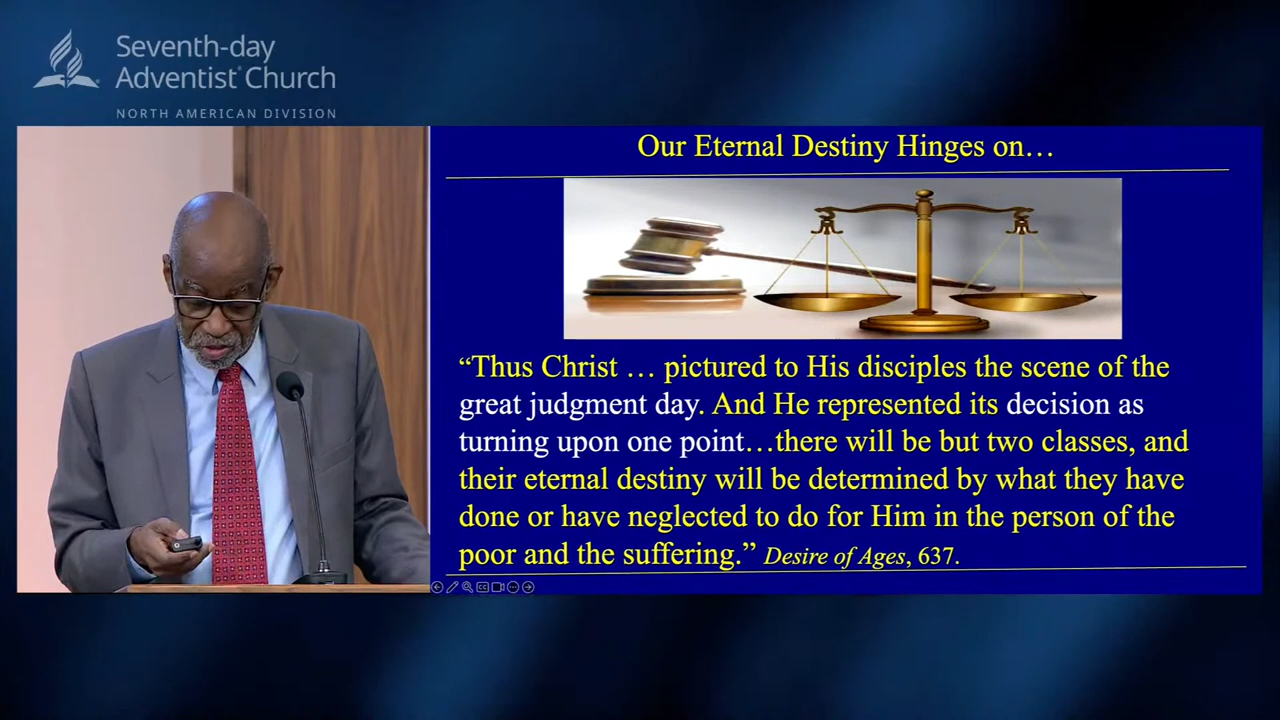 Seventh-day
Adventist® Church
NORTH AMERICAN DIVISION
Our Eternal Destiny Hinges on…
“Thus Christ … pictured to His disciples the scene of the
great judgment day. And He represented its decision as
turning upon one point…there will be but two classes, and
their eternal destiny will be determined by what they have
done or have neglected to do for Him in the person of the
poor and the suffering.” Desire of Ages, 637.